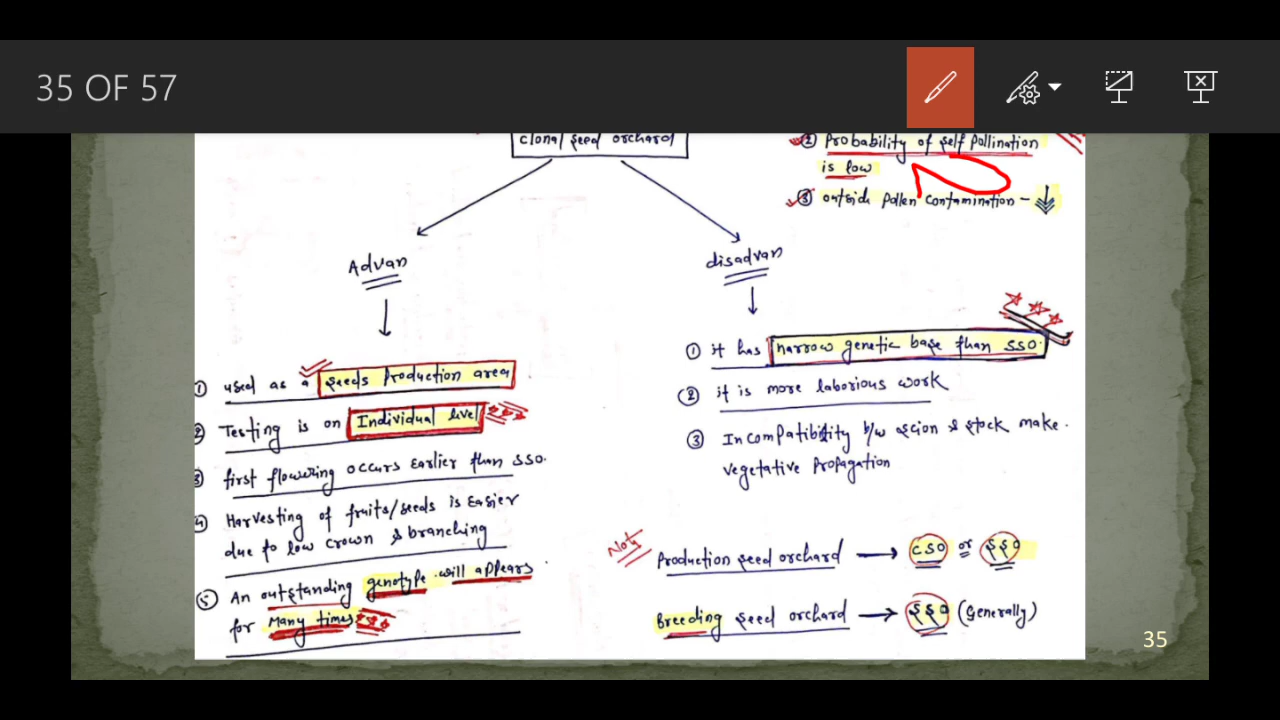 35 OF 57
clonal seed orchard
② Probability of self Pollination
is low
③ outside Pollen contamination - ↓
Advan
disadvan
① used as a seeds Production area
② Testing is on Individual level
③ first flowering occurs Earlier than SSO.
④ Harvesting of fruits/seeds is Easier
due to low crown & branching
⑤ An outstanding genotype will appears
for Many times
① it has narrow genetic base than SSO.
② it is more laborious work
③ Incompatibility b/w scion & stock make.
vegetative Propagation
Note
Production seed orchard → CSO or SSO
Breeding seed orchard → SSO (Generally)
35